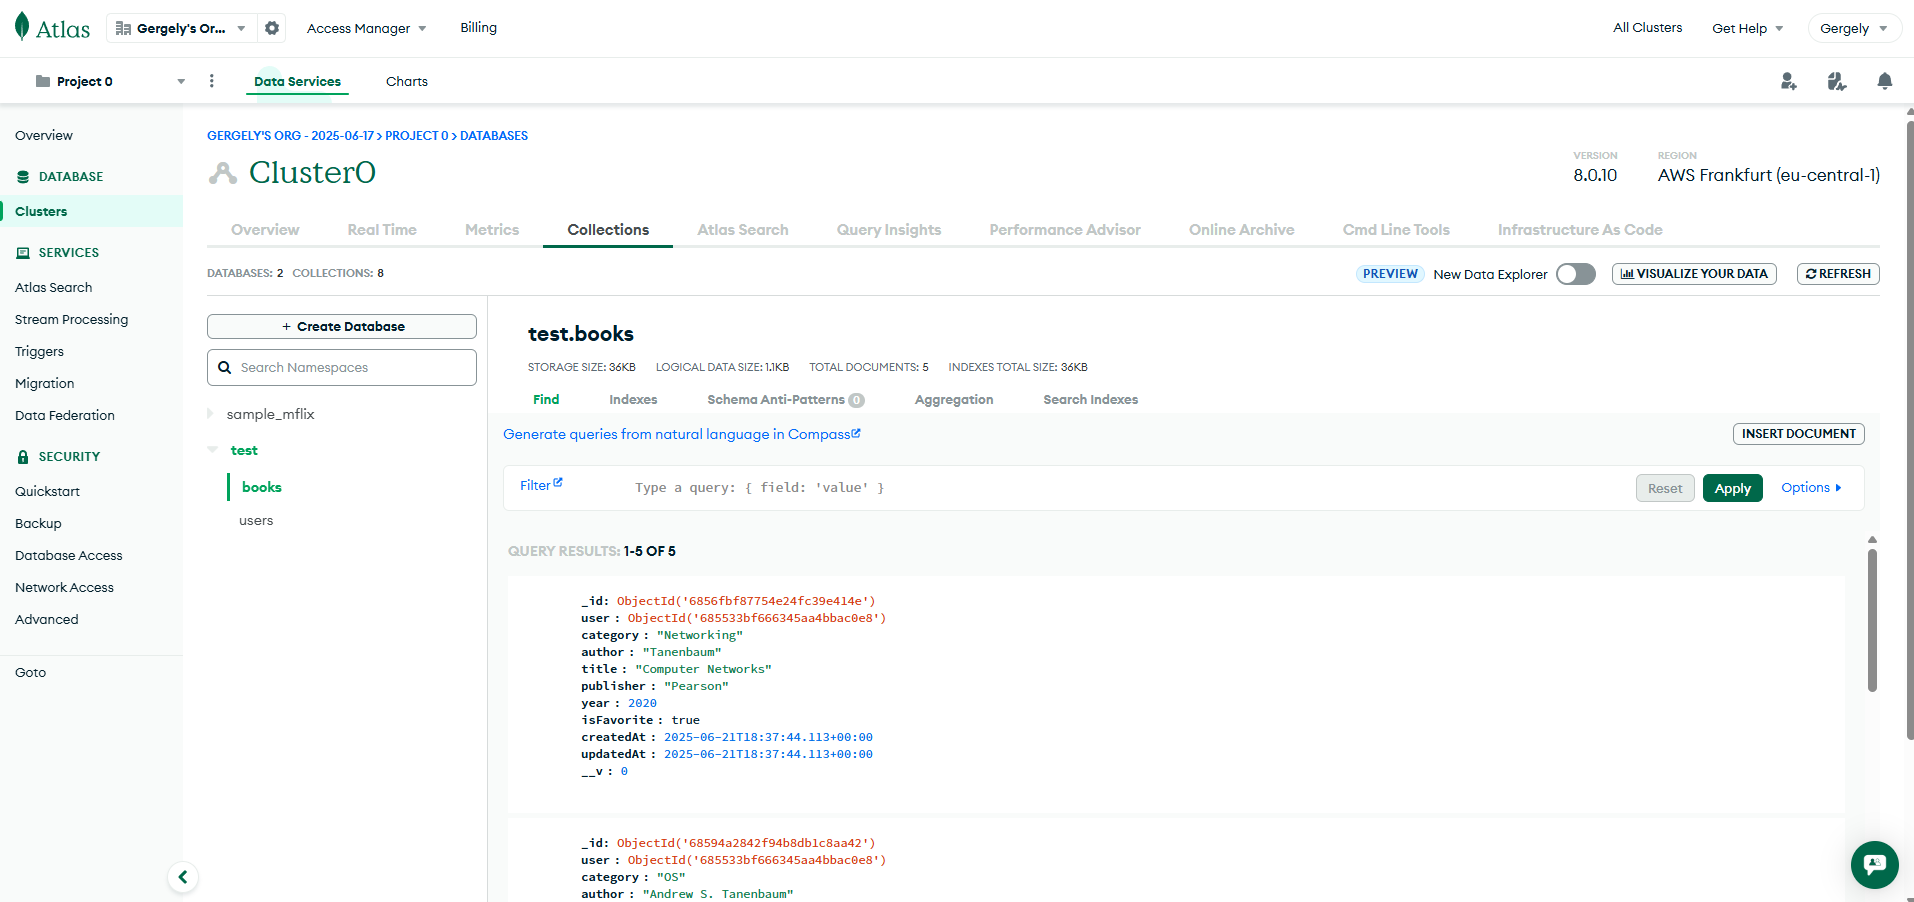 Atlas
Gergely's Or...
Access Manager
Billing
All Clusters
Get Help
Gergely
Project 0
Data Services
Charts
Overview
DATABASE
Clusters
SERVICES
Atlas Search
Stream Processing
Triggers
Migration
Data Federation
SECURITY
Quickstart
Backup
Database Access
Network Access
Advanced
Goto
GERGELY'S ORG - 2025-06-17 > PROJECT 0 > DATABASES
Cluster0
VERSION
8.0.10
REGION
AWS Frankfurt (eu-central-1)
Overview
Real Time
Metrics
Collections
Atlas Search
Query Insights
Performance Advisor
Online Archive
Cmd Line Tools
Infrastructure As Code
DATABASES: 2 COLLECTIONS: 8
PREVIEW
New Data Explorer
VISUALIZE YOUR DATA
REFRESH
+ Create Database
Search Namespaces
sample_mflix
test
books
users
test.books
STORAGE SIZE: 36KB
LOGICAL DATA SIZE: 1.1KB
TOTAL DOCUMENTS: 5
INDEXES TOTAL SIZE: 36KB
Find
Indexes
Schema Anti-Patterns 0
Aggregation
Search Indexes
Generate queries from natural language in Compass
INSERT DOCUMENT
Filter
Type a query: { field: 'value' }
Reset
Apply
Options
QUERY RESULTS: 1-5 OF 5
_id: ObjectId('6856fbf87754e24fc39e414e')
user : ObjectId('685533bf666345aa4bbac0e8')
category : "Networking"
author : "Tanenbaum"
title : "Computer Networks"
publisher : "Pearson"
year : 2020
isFavorite : true
createdAt : 2025-06-21T18:37:44.113+00:00
updatedAt : 2025-06-21T18:37:44.113+00:00
__v : 0
_id: ObjectId('68594a2842f94b8db1c8aa42')
user : ObjectId('685533bf666345aa4bbac0e8')
category : "OS"
author : "Andrew S. Tanenbaum"